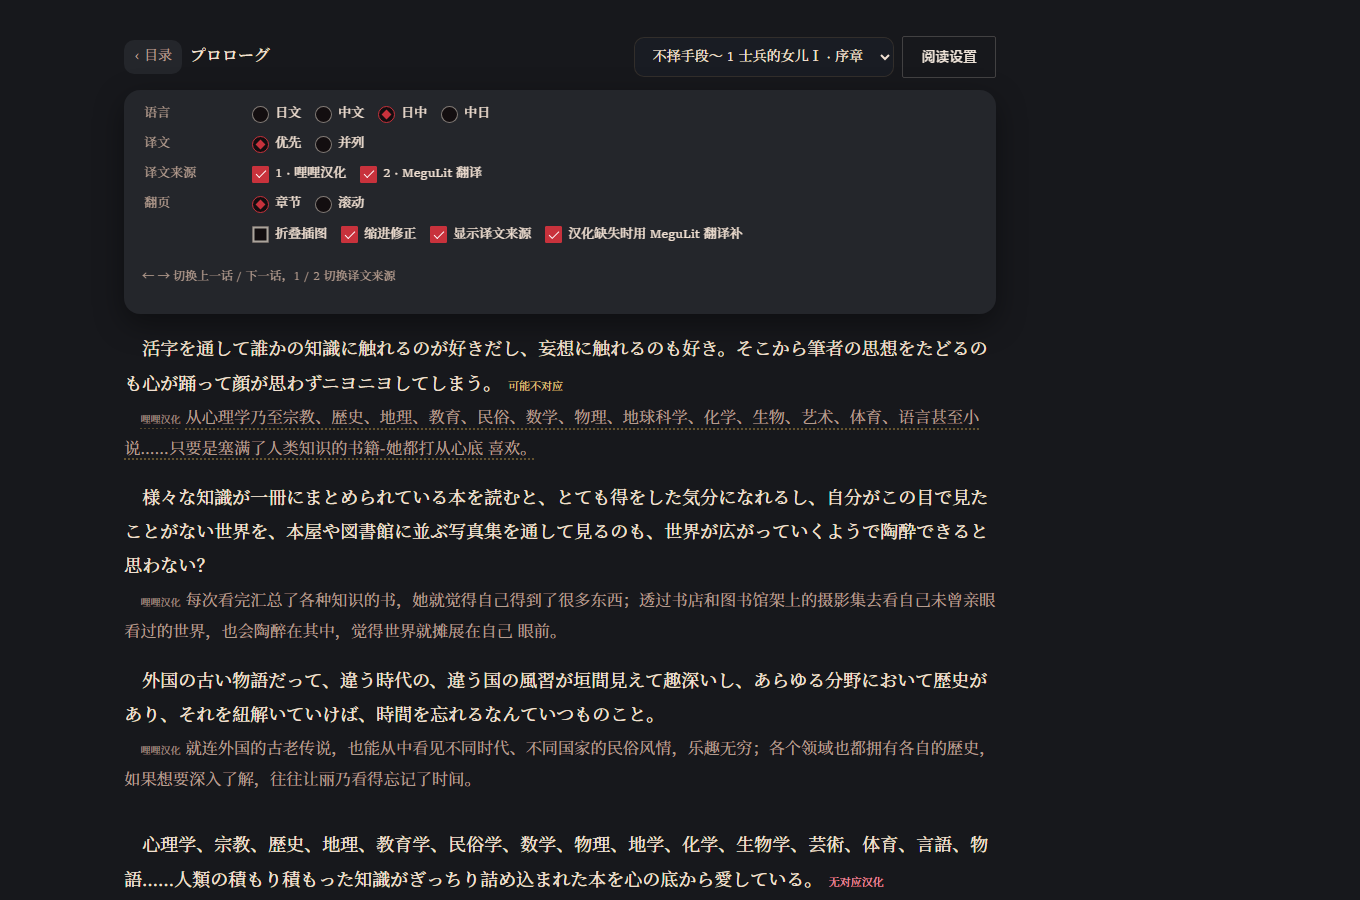 ‹ 目录 プロローグ 不择手段～ 1 士兵的女儿Ⅰ · 序章 阅读设置
语言 日文 中文 日中 中日
译文 优先 并列
译文来源 1 · 哩哩汉化 2 · MeguLit 翻译
翻页 章节 滚动
折叠插图 缩进修正 显示译文来源 汉化缺失时用 MeguLit 翻译补
←→ 切换上一话 / 下一话，1 / 2 切换译文来源
活字を通して誰かの知識に触れるのが好きだし、妄想に触れるのも好き。そこから筆者の思想をたどるの
も心が踊って顔が思わずニヨニヨしてしまう。 可能不对应
哩哩汉化 从心理学乃至宗教、歴史、地理、教育、民俗、数学、物理、地球科学、化学、生物、艺术、体育、语言甚至小
说……只要是塞满了人类知识的书籍-她都打从心底 喜欢。
様々な知識が一冊にまとめられている本を読むと、とても得をした気分になれるし、自分がこの目で見た
ことがない世界を、本屋や図書館に並ぶ写真集を通して見るのも、世界が広がっていくようで陶酔できると
思わない？
哩哩汉化 每次看完汇总了各种知识的书，她就觉得自己得到了很多东西；透过书店和图书馆架上的摄影集去看自己未曾亲眼
看过的世界，也会陶醉在其中，觉得世界就摊展在自己 眼前。
外国の古い物語だって、違う時代の、違う国の風習が垣間見えて趣深いし、あらゆる分野において歴史が
あり、それを紐解いていけば、時間を忘れるなんていつものこと。
哩哩汉化 就连外国的古老传说，也能从中看见不同时代、不同国家的民俗风情，乐趣无穷；各个领域也都拥有各自的歴史，
如果想要深入了解，往往让丽乃看得忘记了时间。
心理学、宗教、歴史、地理、教育学、民俗学、数学、物理、地学、化学、生物学、芸術、体育、言語、物
語……人類の積もり積もった知識がぎっちり詰め込まれた本を心の底から愛している。 无对应汉化